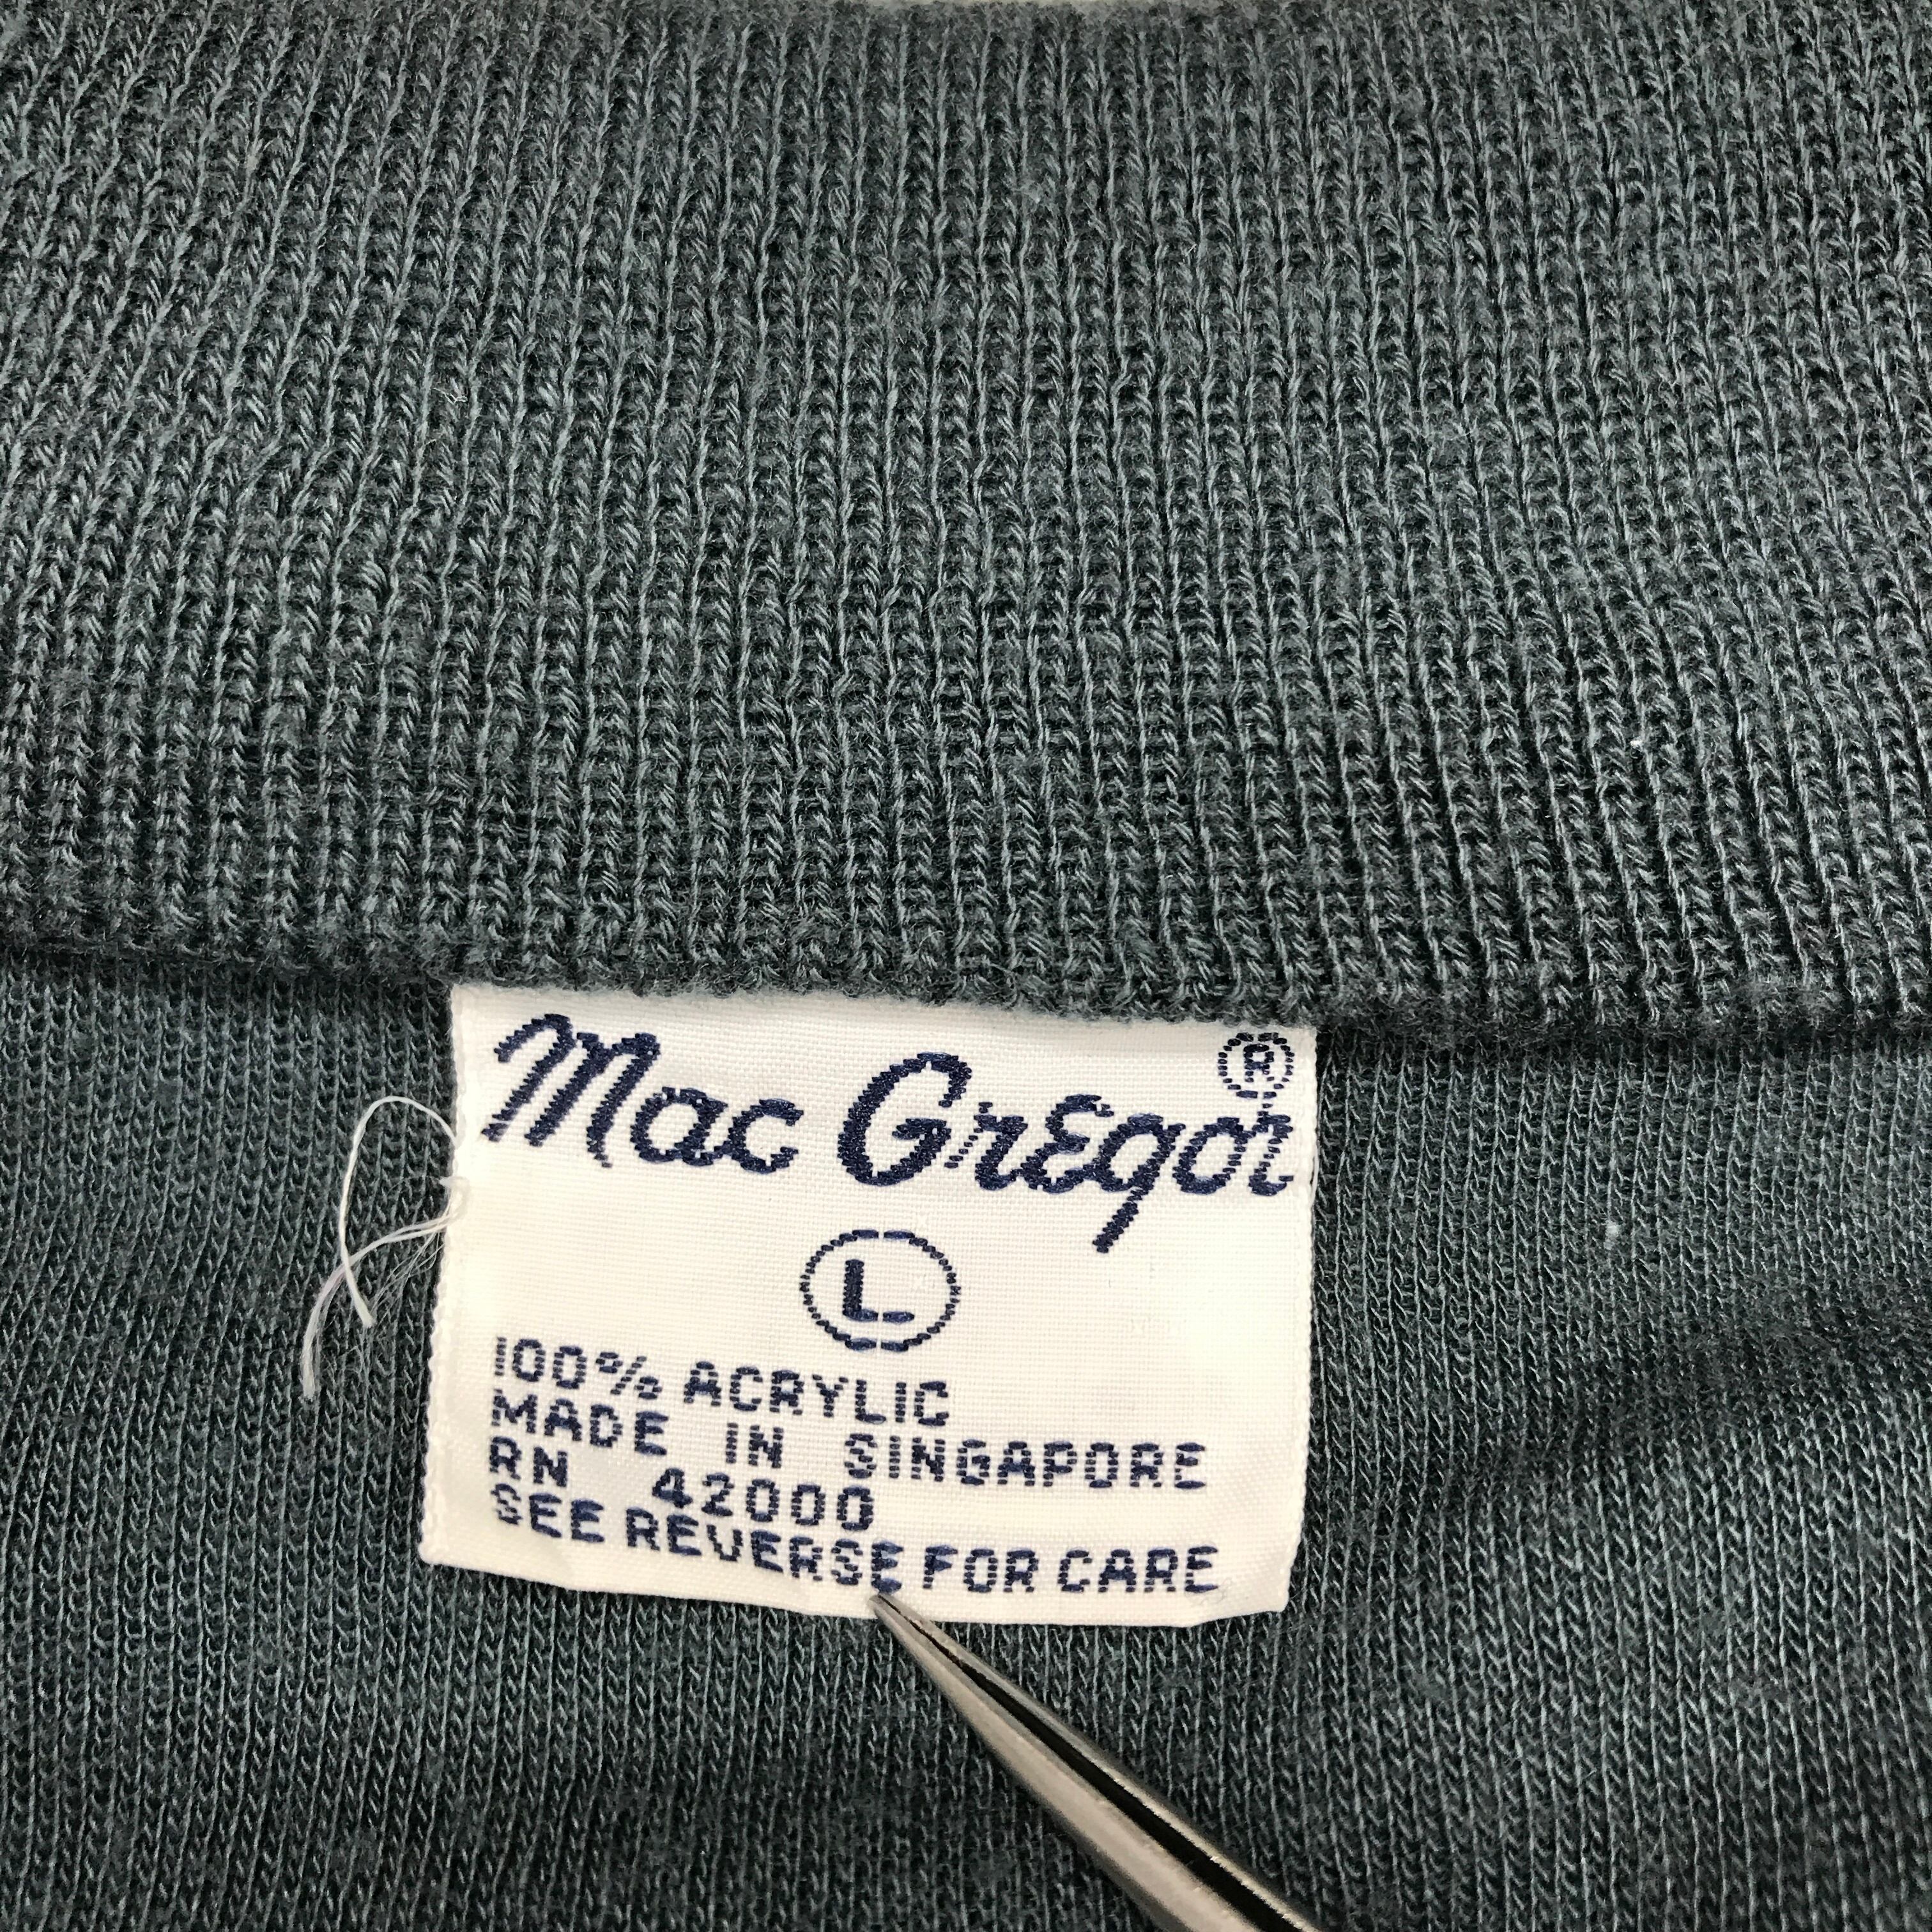 Mac Gregor ®
L
100% ACRYLIC
MADE IN SINGAPORE
RN 42000
SEE REVERSE FOR CARE